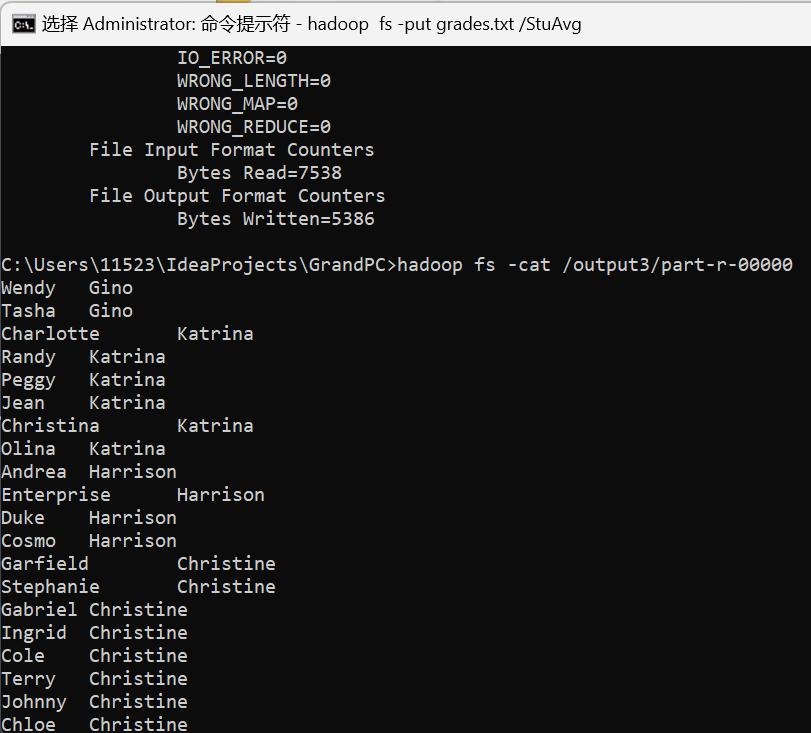 选择 Administrator: 命令提示符 - hadoop  fs -put grades.txt /StuAvg
IO_ERROR=0
WRONG_LENGTH=0
WRONG_MAP=0
WRONG_REDUCE=0
File Input Format Counters
Bytes Read=7538
File Output Format Counters
Bytes Written=5386
C:\Users\11523\IdeaProjects\GrandPC>hadoop fs -cat /output3/part-r-00000
Wendy   Gino
Tasha   Gino
Charlotte       Katrina
Randy   Katrina
Peggy   Katrina
Jean    Katrina
Christina       Katrina
Olina   Katrina
Andrea  Harrison
Enterprise      Harrison
Duke    Harrison
Cosmo   Harrison
Garfield        Christine
Stephanie       Christine
Gabriel Christine
Ingrid  Christine
Cole    Christine
Terry   Christine
Johnny  Christine
Chloe   Christine